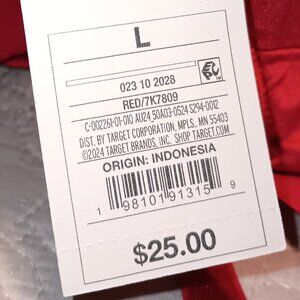 L
023 10 2028
RED/7K7809
C-002261-01-010 AU24 50A03-0524 S294-0012
DIST. BY TARGET CORPORATION, MPLS., MN 55403
©2024 TARGET BRANDS, INC. SHOP TARGET.COM
ORIGIN: INDONESIA
1 98101 91315 9
$25.00